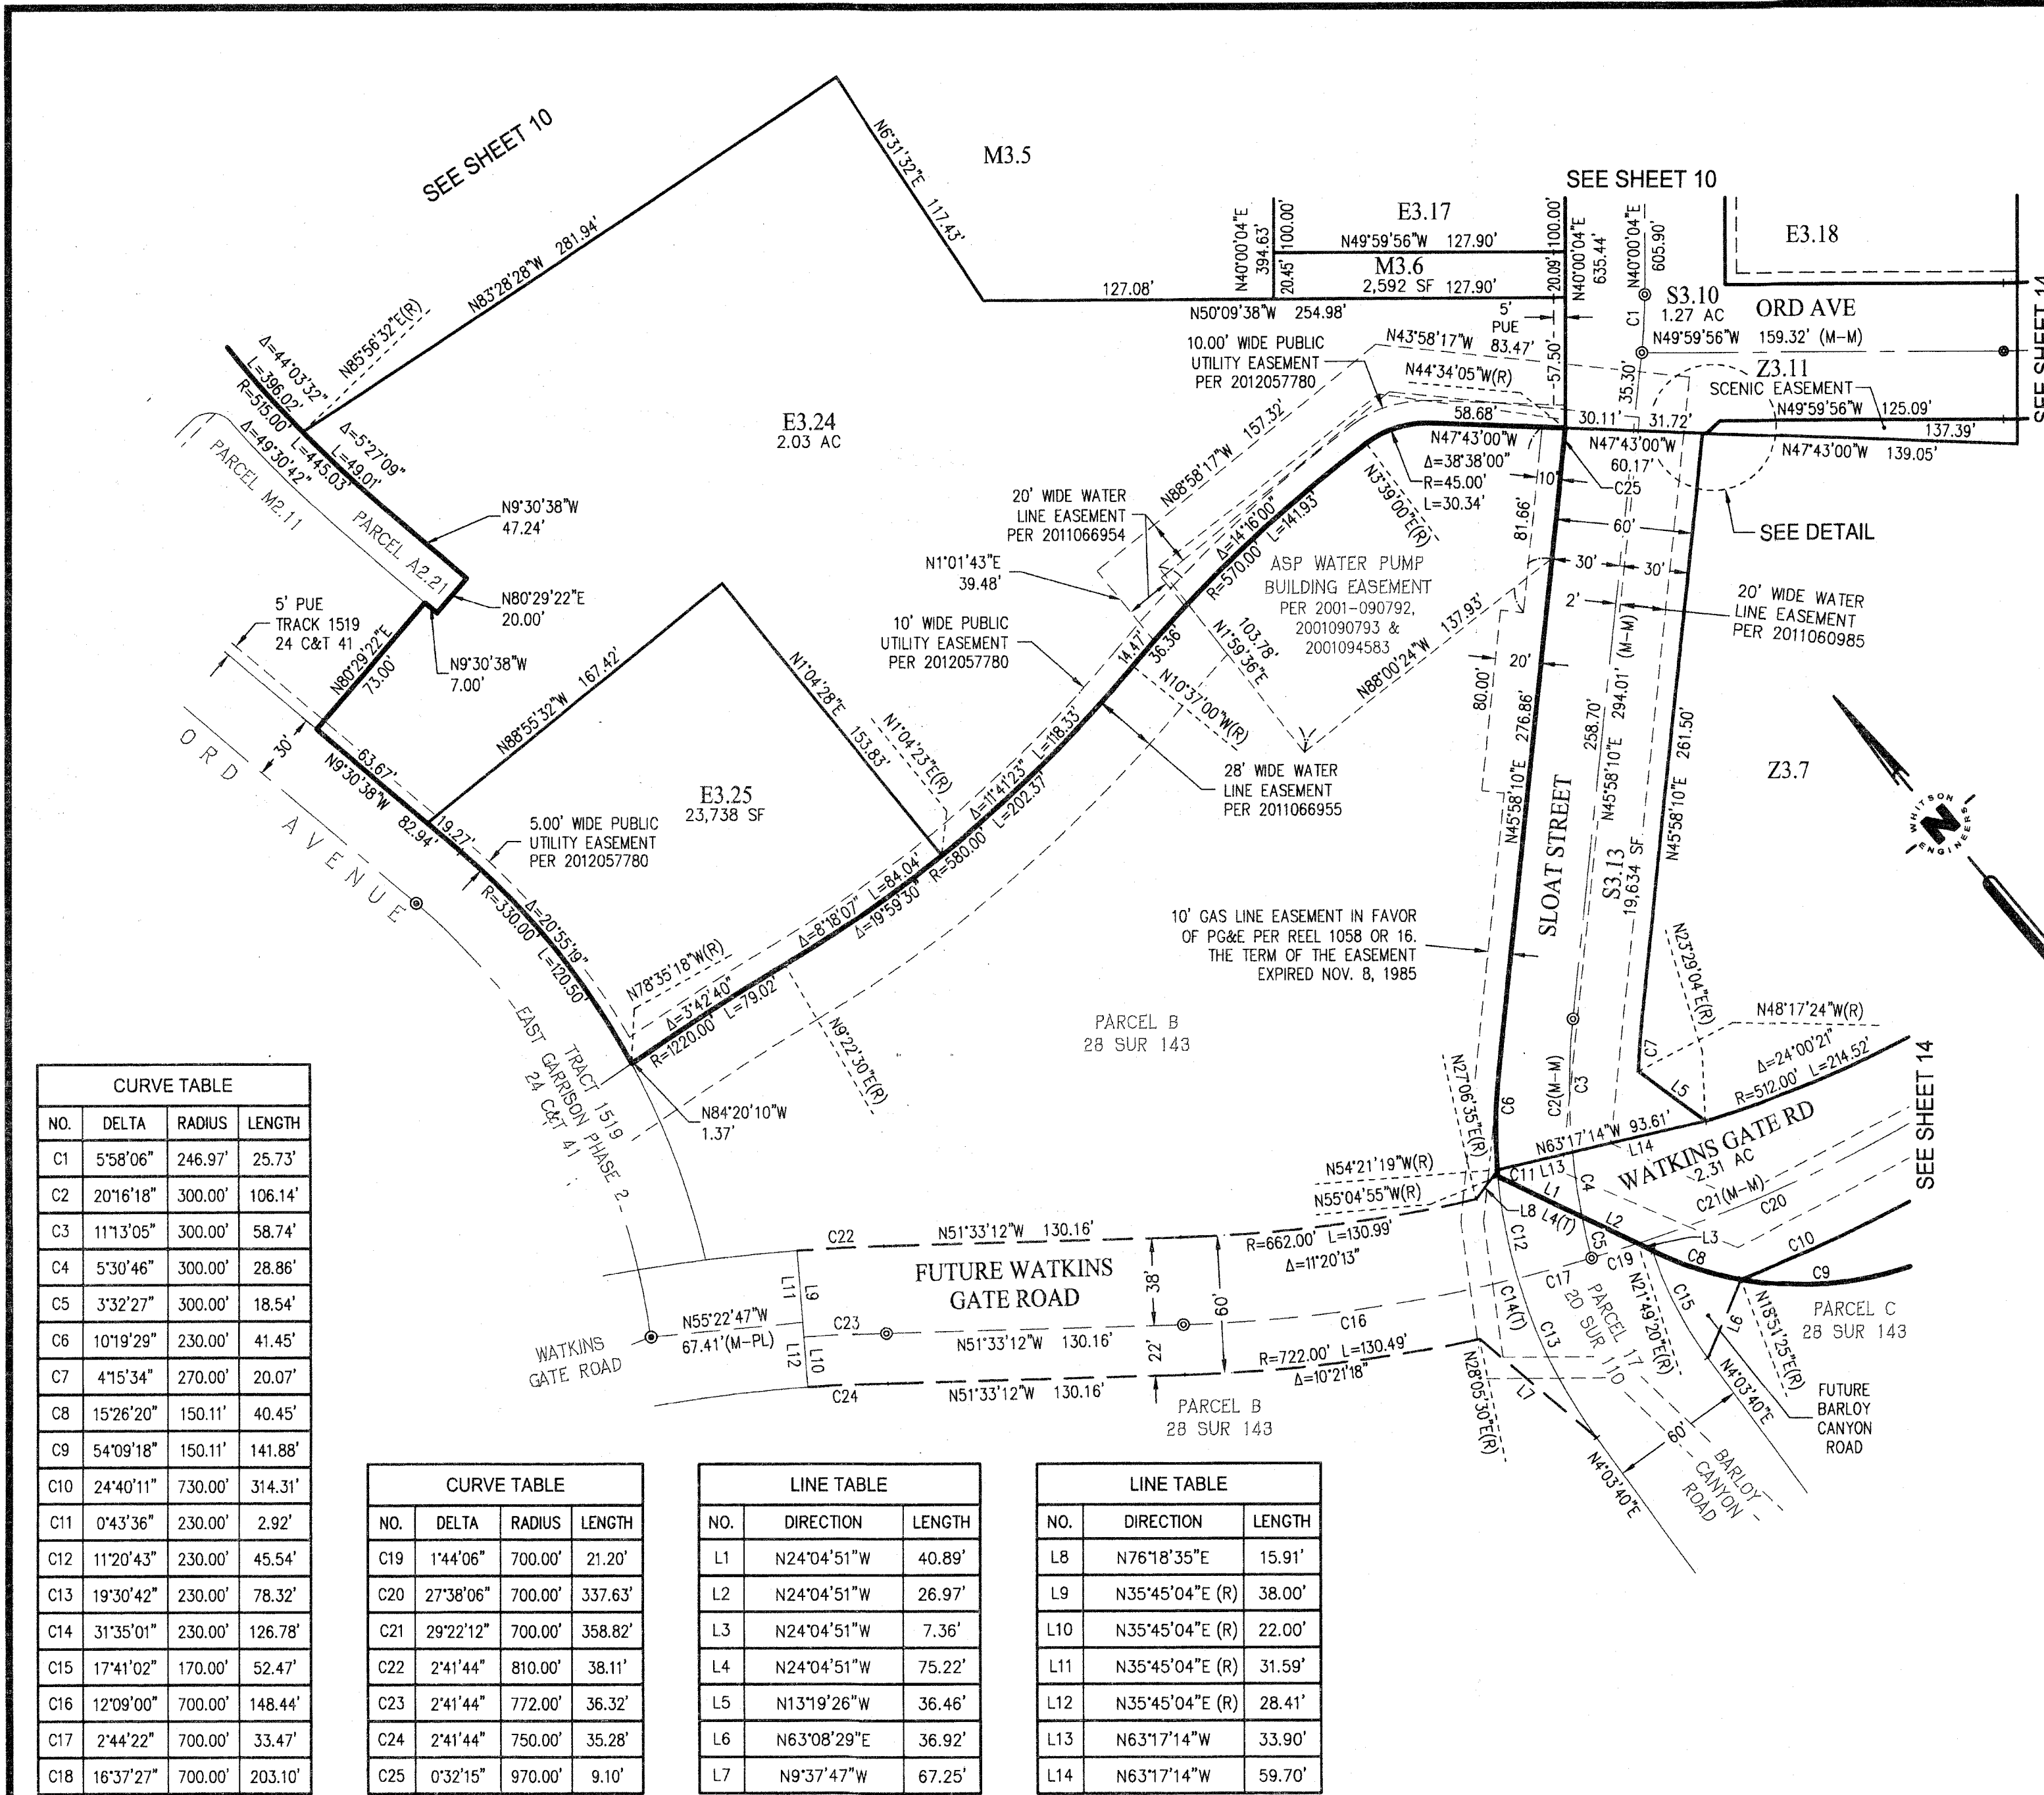 SEE SHEET 10
M3.5
N6°31'32"E 117.43'
N83°28'28"W 281.94'
N85°56'32"E(R)
Δ=44°03'32"
L=396.02'
R=515.00'
Δ=49°30'42"
L=445.03'
Δ=5°27'09"
L=49.01'
PARCEL M2.11
PARCEL A2.21
N9°30'38"W
47.24'
N80°29'22"E
20.00'
N9°30'38"W
7.00'
5' PUE
TRACK 1519
24 C&T 41
N80°29'22"E
73.00'
E3.24
2.03 AC
127.08'
N50°09'38"W 254.98'
SEE SHEET 10
E3.17
N49°59'56"W 127.90'
M3.6
2,592 SF 127.90'
N40°00'04"E
394.63'
100.00'
20.45'
100.00'
20.09'
N40°00'04"E
635.44'
N40°00'04"E
605.90'
E3.18
S3.10
1.27 AC
ORD AVE
C1
N49°59'56"W 159.32' (M-M)
Z3.11
SCENIC EASEMENT
N49°59'56"W 125.09'
137.39'
N47°43'00"W 139.05'
SEE SHEET 14
5'
PUE
N43°58'17"W 83.47'
57.50'
35.30'
10.00' WIDE PUBLIC
UTILITY EASEMENT
PER 2012057780
N44°34'05"W(R)
58.68'
30.11'
31.72'
N47°43'00"W
N47°43'00"W
60.17'
Δ=38°38'00"
R=45.00'
L=30.34'
C25
10'
N88°58'17"W 157.32'
20' WIDE WATER
LINE EASEMENT
PER 2011066954
N1°01'43"E
39.48'
10' WIDE PUBLIC
UTILITY EASEMENT
PER 2012057780
Δ=14°16'00"
R=570.00' L=141.93'
N3°39'00"E(R)
ASP WATER PUMP
BUILDING EASEMENT
PER 2001-090792,
2001090793 &
2001094583
81.66'
60'
SEE DETAIL
30'
30'
2'
20' WIDE WATER
LINE EASEMENT
PER 2011060985
14.47'
36.36'
103.78'
N1°59'36"E
N88°00'24"W 137.93'
N10°37'00"W(R)
28' WIDE WATER
LINE EASEMENT
PER 2011066955
80.00'
20'
N45°58'10"E 276.86'
258.70'
N45°58'10"E 294.01' (M-M)
N45°58'10"E 261.50'
SLOAT STREET
S3.13
19,634 SF
Z3.7
WHITSON
N
ENGINEERS
30'
ORD
AVENUE
63.67'
N9°30'38"W
82.94'
19.27'
N88°55'32"W 167.42'
N1°04'28"E 153.83'
N1°04'23"E(R)
E3.25
23,738 SF
5.00' WIDE PUBLIC
UTILITY EASEMENT
PER 2012057780
Δ=20°55'19"
R=330.00' L=120.50'
Δ=11°41'23" L=118.33'
R=580.00' L=202.37'
Δ=8°18'07" L=84.04'
Δ=19°59'30"
N78°35'18"W(R)
Δ=3°42'40"
R=1220.00' L=79.02'
N9°22'30"E(R)
N84°20'10"W
1.37'
TRACT 1519
EAST GARRISON PHASE 2
24 C&T 41
10' GAS LINE EASEMENT IN FAVOR
OF PG&E PER REEL 1058 OR 16.
THE TERM OF THE EASEMENT
EXPIRED NOV. 8, 1985
PARCEL B
28 SUR 143
N23°29'04"E(R)
N48°17'24"W(R)
Δ=24°00'21"
R=512.00' L=214.52'
C7
L5
C6
C2(M-M)
C3
N27°06'35"E(R)
N63°17'14"W 93.61'
L14
WATKINS GATE RD
2.31 AC
SEE SHEET 14
N54°21'19"W(R)
N55°04'55"W(R)
C11
L13
C4
L1
L8
L4(T)
L2
C21(M-M)
C20
L3
C10
C5
C19
C8
C9
C12
C17
C14(T)
C13
C15
C22
N51°33'12"W 130.16'
R=662.00' L=130.99'
Δ=11°20'13"
FUTURE WATKINS
GATE ROAD
38'
60'
22'
L11
L9
L12
L10
N55°22'47"W
67.41'(M-PL)
C23
N51°33'12"W 130.16'
C16
WATKINS
GATE ROAD
C24
N51°33'12"W 130.16'
R=722.00' L=130.49'
Δ=10°21'18"
PARCEL B
28 SUR 143
N28°05'30"E(R)
L7
PARCEL 17
20 SUR 110
N21°49'20"E(R)
L6
N18°51'25"E(R)
PARCEL C
28 SUR 143
N4°03'40"E
FUTURE
BARLOY
CANYON
ROAD
60'
BARLOY
CANYON
ROAD
N4°03'40"E
CURVE TABLE
NO. DELTA RADIUS LENGTH
C1 5°58'06" 246.97' 25.73'
C2 20°16'18" 300.00' 106.14'
C3 11°13'05" 300.00' 58.74'
C4 5°30'46" 300.00' 28.86'
C5 3°32'27" 300.00' 18.54'
C6 10°19'29" 230.00' 41.45'
C7 4°15'34" 270.00' 20.07'
C8 15°26'20" 150.11' 40.45'
C9 54°09'18" 150.11' 141.88'
C10 24°40'11" 730.00' 314.31'
C11 0°43'36" 230.00' 2.92'
C12 11°20'43" 230.00' 45.54'
C13 19°30'42" 230.00' 78.32'
C14 31°35'01" 230.00' 126.78'
C15 17°41'02" 170.00' 52.47'
C16 12°09'00" 700.00' 148.44'
C17 2°44'22" 700.00' 33.47'
C18 16°37'27" 700.00' 203.10'
CURVE TABLE
NO. DELTA RADIUS LENGTH
C19 1°44'06" 700.00' 21.20'
C20 27°38'06" 700.00' 337.63'
C21 29°22'12" 700.00' 358.82'
C22 2°41'44" 810.00' 38.11'
C23 2°41'44" 772.00' 36.32'
C24 2°41'44" 750.00' 35.28'
C25 0°32'15" 970.00' 9.10'
LINE TABLE
NO. DIRECTION LENGTH
L1 N24°04'51"W 40.89'
L2 N24°04'51"W 26.97'
L3 N24°04'51"W 7.36'
L4 N24°04'51"W 75.22'
L5 N13°19'26"W 36.46'
L6 N63°08'29"E 36.92'
L7 N9°37'47"W 67.25'
LINE TABLE
NO. DIRECTION LENGTH
L8 N76°18'35"E 15.91'
L9 N35°45'04"E (R) 38.00'
L10 N35°45'04"E (R) 22.00'
L11 N35°45'04"E (R) 31.59'
L12 N35°45'04"E (R) 28.41'
L13 N63°17'14"W 33.90'
L14 N63°17'14"W 59.70'